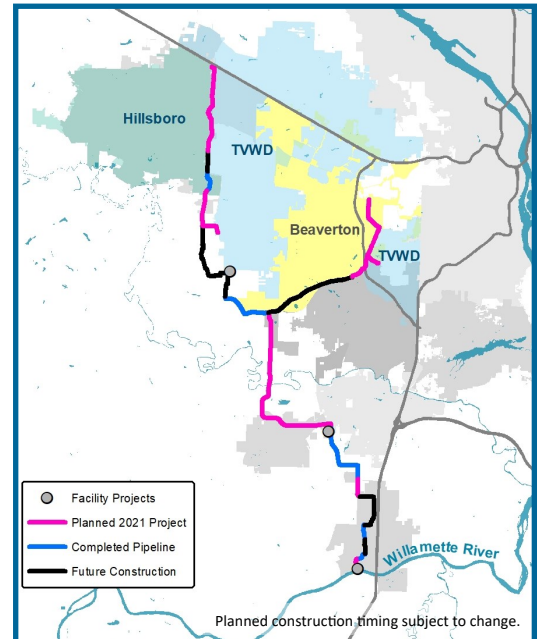 Hillsboro
TVWD
Beaverton
TVWD
Facility Projects
Planned 2021 Project
Completed Pipeline
Future Construction
Willamette River
Planned construction timing subject to change.